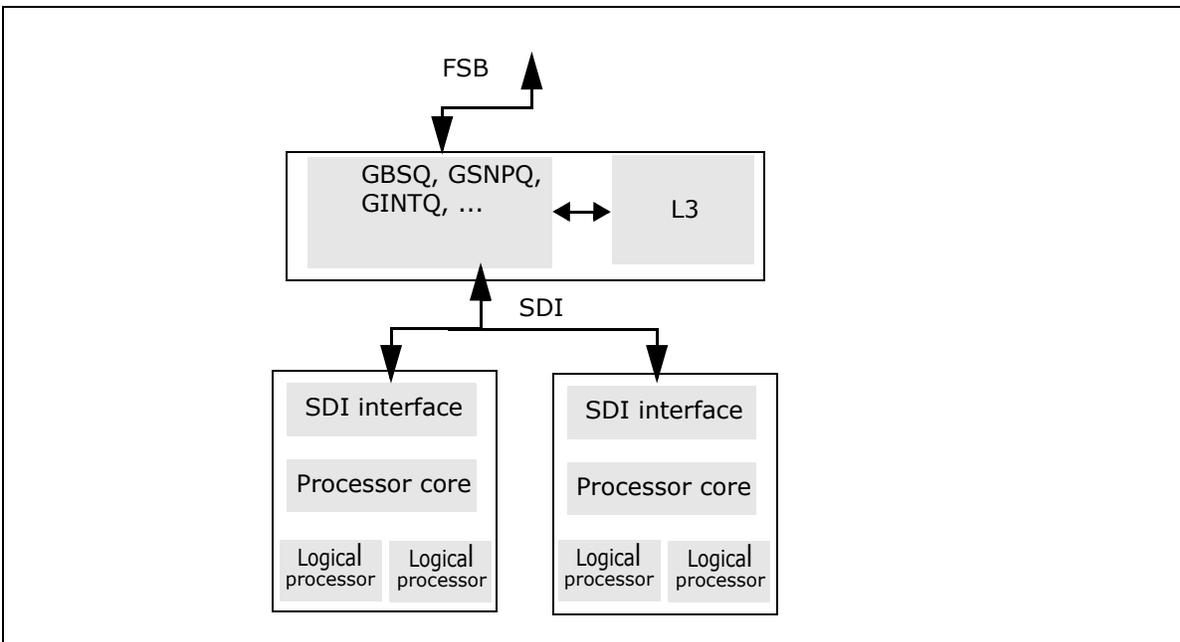 FSB
GBSQ, GSNPQ,
GINTQ, ...
L3
SDI
SDI interface
Processor core
Logical
processor
Logical
processor
SDI interface
Processor core
Logical
processor
Logical
processor